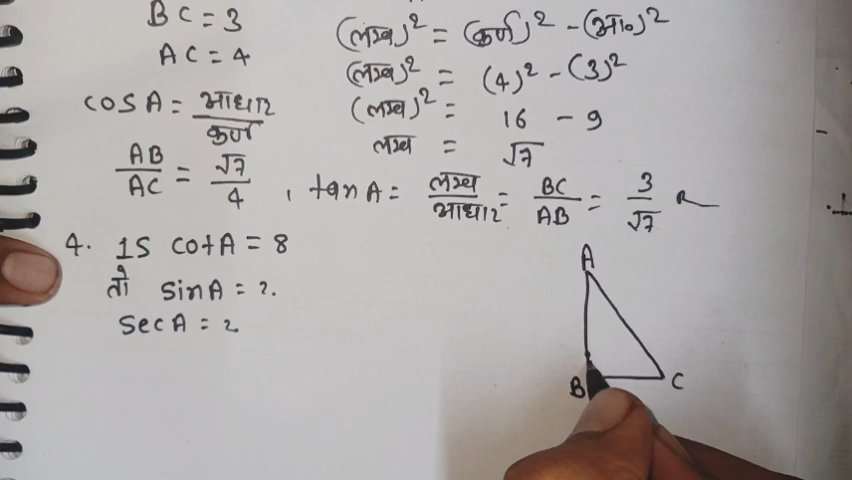 BC = 3
AC = 4
cos A = आधार / कर्ण
AB / AC = √7 / 4 , tan A = लम्ब / आधार = BC / AB = 3 / √7
(लम्ब)² = (कर्ण)² - (आ०)²
(लम्ब)² = (4)² - (3)²
(लम्ब)² = 16 - 9
लम्ब = √7
4. 15 cot A = 8
तो sin A = ?.
sec A = ?
A
B C